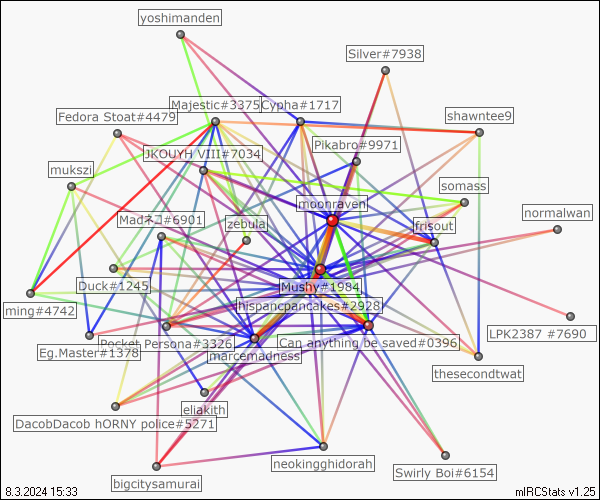 yoshimanden
Silver#7938
Majestic#3375
Cypha#1717
Fedora Stoat#4479
shawntee9
JKOUYH VIII#7034
Pikabro#9971
mukszi
somass
moonraven
Madネコ#6901
zebula
frisout
normalwan
Duck#1245
Mushy#1984
ming#4742
hispancpancakes#2928
LPK2387 #7690
Pocket Persona#3326
Can anything be saved#0396
Eg.Master#1378
marcemadness
thesecondtwat
eliakith
DacobDacob hORNY police#5271
neokingghidorah
Swirly Boi#6154
bigcitysamurai
8.3.2024 15:33
mIRCStats v1.25